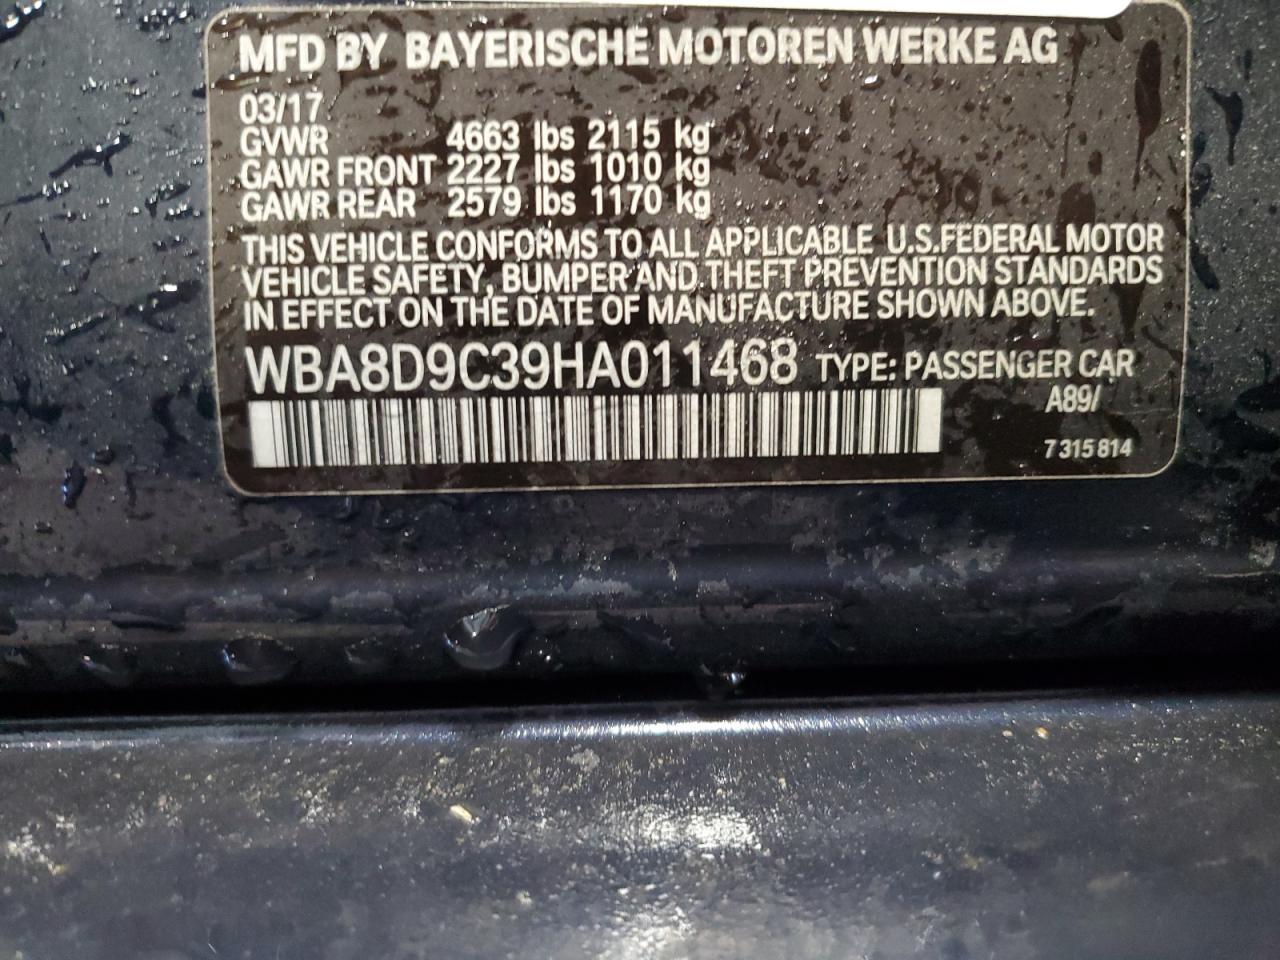 MFD BY BAYERISCHE MOTOREN WERKE AG
03/17
GVWR 4663 lbs 2115 kg
GAWR FRONT 2227 lbs 1010 kg
GAWR REAR 2579 lbs 1170 kg
THIS VEHICLE CONFORMS TO ALL APPLICABLE U.S.FEDERAL MOTOR
VEHICLE SAFETY, BUMPER AND THEFT PREVENTION STANDARDS
IN EFFECT ON THE DATE OF MANUFACTURE SHOWN ABOVE.
WBA8D9C39HA011468 TYPE: PASSENGER CAR
A89/
7 315 814